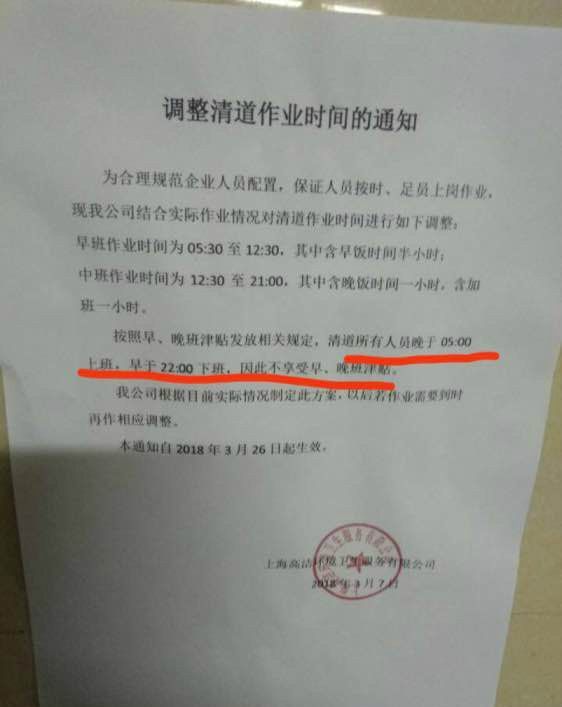 调整清道作业时间的通知
为合理规范企业人员配置，保证人员按时、足员上岗作业，
现我公司结合实际作业情况对清道作业时间进行如下调整：
早班作业时间为 05:30 至 12:30，其中含早饭时间半小时；
中班作业时间为 12:30 至 21:00，其中含晚饭时间一小时，含加
班一小时。
按照早、晚班津贴发放相关规定，清道所有人员晚于 05:00
上班，早于 22:00 下班，因此不享受早、晚班津贴。
我公司根据目前实际情况制定此方案，以后若作业需要到时
再作相应调整。
本通知自 2018 年 3 月 26 日起生效。
上海高洁环境卫生服务有限公司
2018 年 3 月 7 日